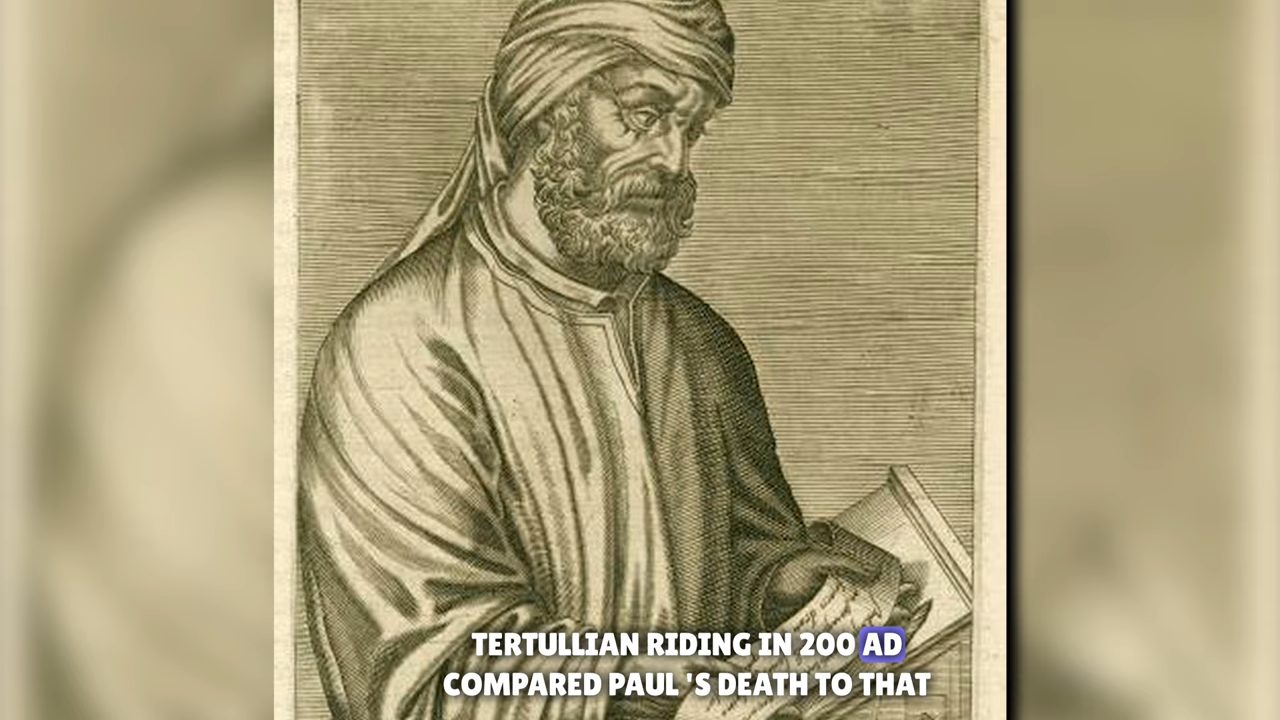 TERTULLIAN RIDING IN 200 AD
COMPARED PAUL 'S DEATH TO THAT